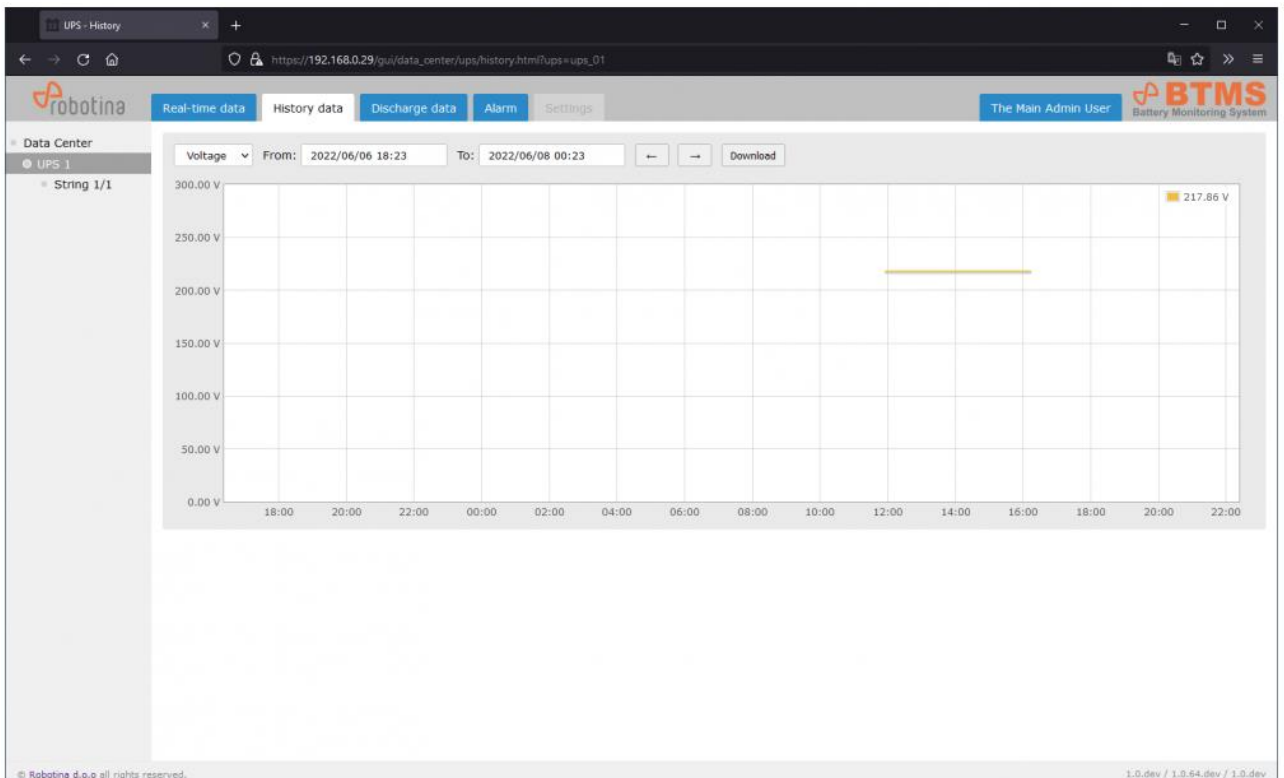 UPS - History
https://192.168.0.29/gui/data_center/ups/history.html?ups=ups_01
robotina
Real-time data History data Discharge data Alarm Settings The Main Admin User
BTMS
Battery Monitoring System
Data Center
UPS 1
String 1/1
Voltage From: 2022/06/06 18:23 To: 2022/06/08 00:23 ← → Download
300.00 V
217.86 V
250.00 V
200.00 V
150.00 V
100.00 V
50.00 V
0.00 V
18:00 20:00 22:00 00:00 02:00 04:00 06:00 08:00 10:00 12:00 14:00 16:00 18:00 20:00 22:00
© Robotina d.o.o all rights reserved.
1.0.dev / 1.0.64.dev / 1.0.dev